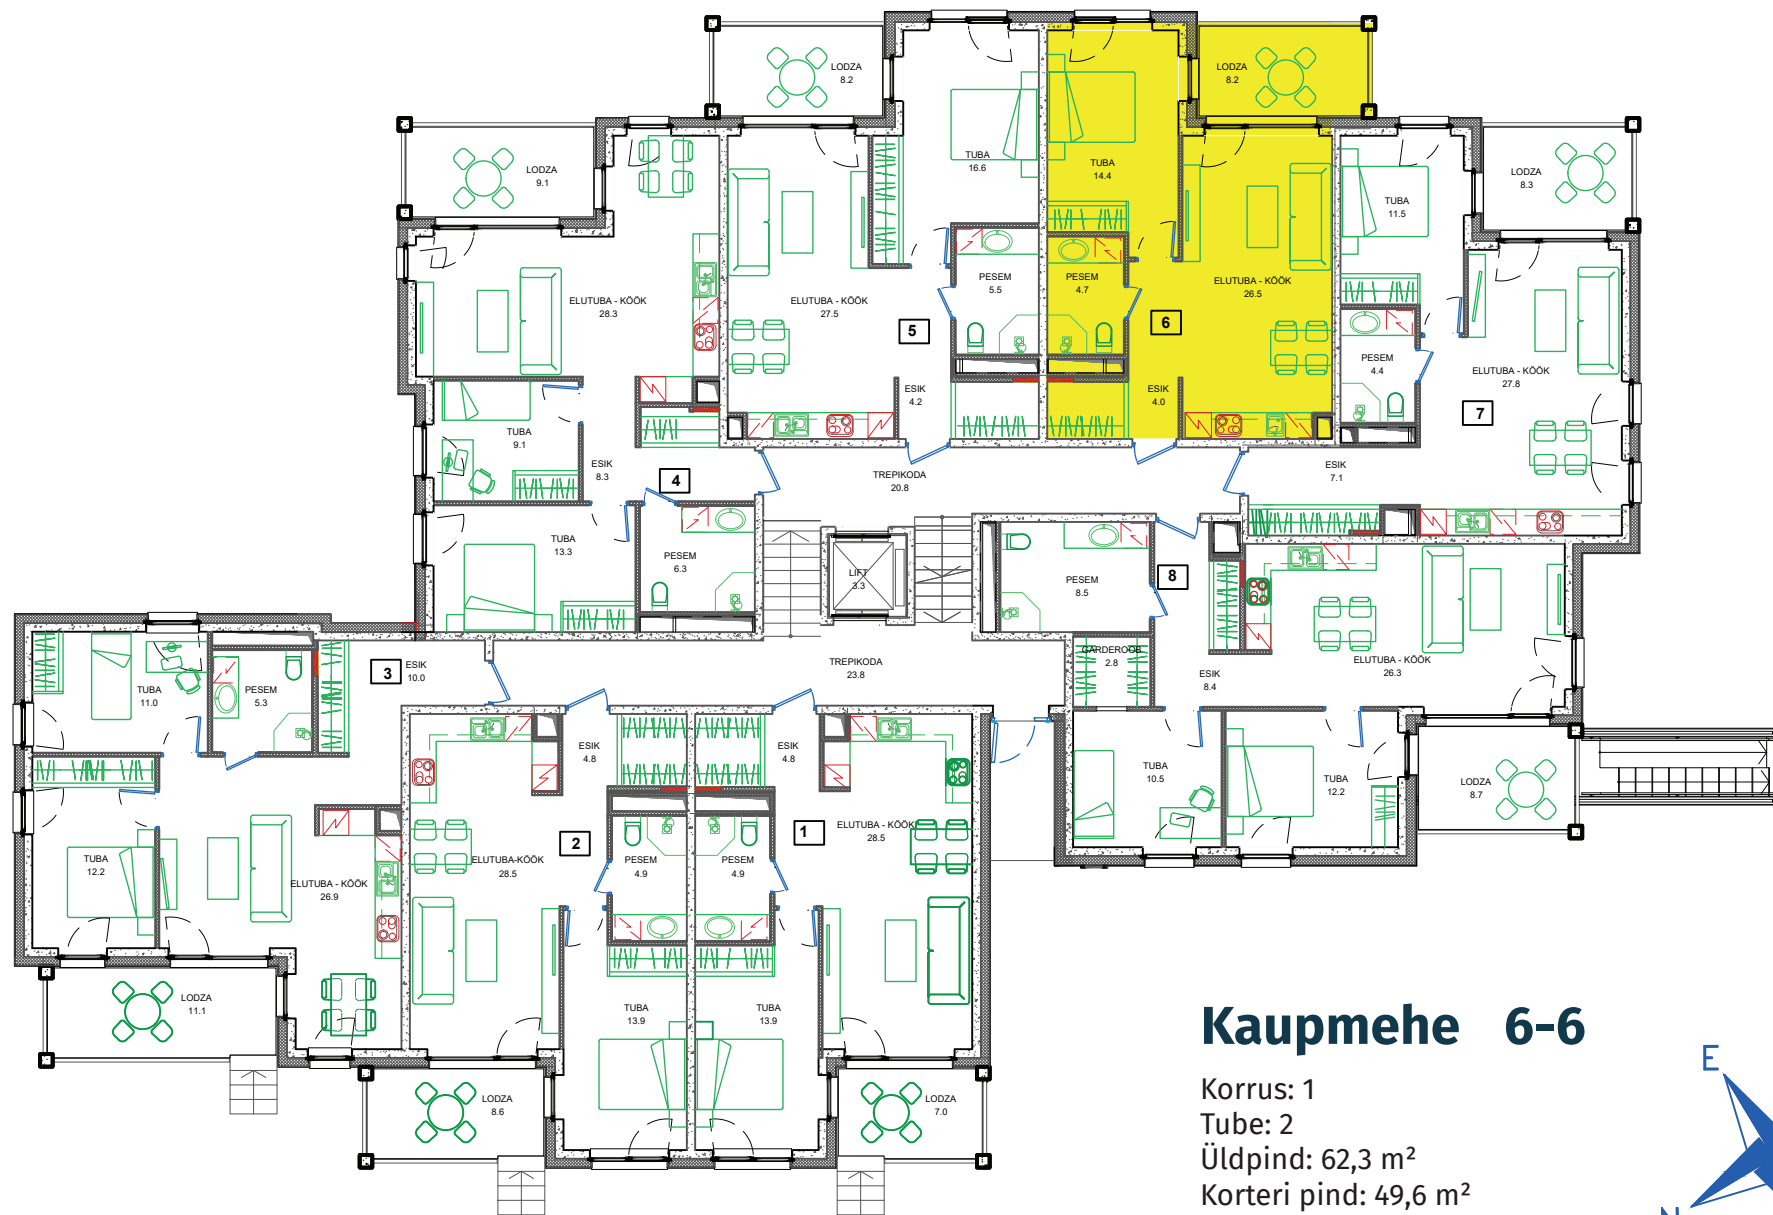 LODZA
8.2
LODZA
8.2
LODZA
9.1
TUBA
16.6
TUBA
14.4
LODZA
8.3
TUBA
11.5
ELUTUBA - KÖÖK
28.3
ELUTUBA - KÖÖK
27.5
PESEM
5.5
PESEM
4.7
ELUTUBA - KÖÖK
26.5
5
6
PESEM
4.4
ELUTUBA - KÖÖK
27.8
7
ESIK
4.2
ESIK
4.0
TUBA
9.1
ESIK
8.3
4
TREPIKODA
20.8
ESIK
7.1
TUBA
13.3
PESEM
6.3
LIFT
3.3
PESEM
8.5
8
GARDEROOB
2.8
ESIK
8.4
ELUTUBA - KÖÖK
26.3
3
ESIK
10.0
TREPIKODA
23.8
TUBA
11.0
PESEM
5.3
ESIK
4.8
ESIK
4.8
TUBA
10.5
TUBA
12.2
LODZA
8.7
2
1
ELUTUBA-KÖÖK
28.5
PESEM
4.9
PESEM
4.9
ELUTUBA - KÖÖK
28.5
TUBA
12.2
ELUTUBA - KÖÖK
26.9
LODZA
11.1
TUBA
13.9
TUBA
13.9
LODZA
8.6
LODZA
7.0
Kaupmehe 6-6
Korrus: 1
Tube: 2
Üldpind: 62,3 m²
Korteri pind: 49,6 m²
E
N